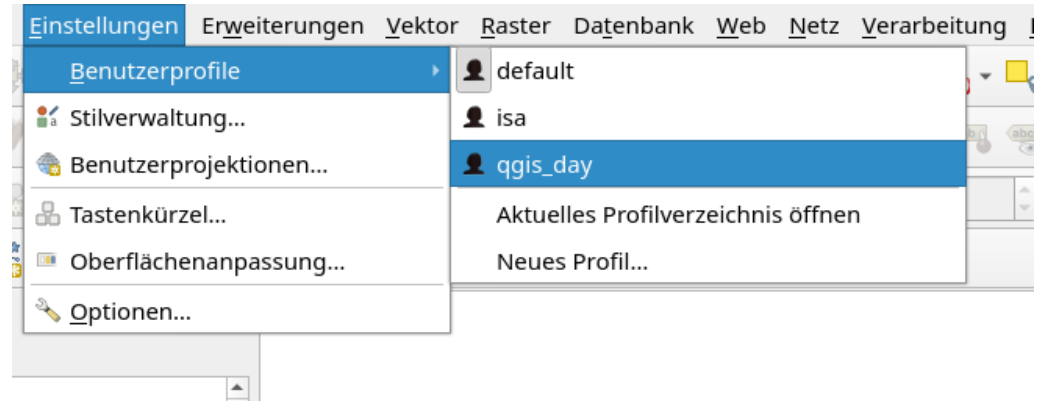 Einstellungen Erweiterungen Vektor Raster Datenbank Web Netz Verarbeitung
Benutzerprofile
Stilverwaltung...
Benutzerprojektionen...
Tastenkürzel...
Oberflächenanpassung...
Optionen...
default
isa
qgis_day
Aktuelles Profilverzeichnis öffnen
Neues Profil...